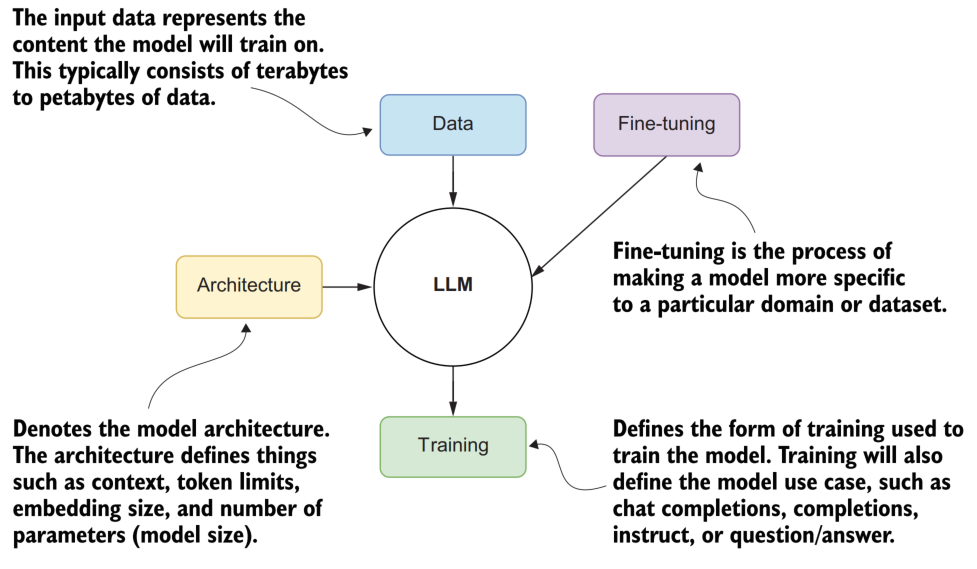 The input data represents the
content the model will train on.
This typically consists of terabytes
to petabytes of data.
Data
Fine-tuning
Fine-tuning is the process of
making a model more specific
to a particular domain or dataset.
Architecture
LLM
Denotes the model architecture.
The architecture defines things
such as context, token limits,
embedding size, and number of
parameters (model size).
Training
Defines the form of training used to
train the model. Training will also
define the model use case, such as
chat completions, completions,
instruct, or question/answer.